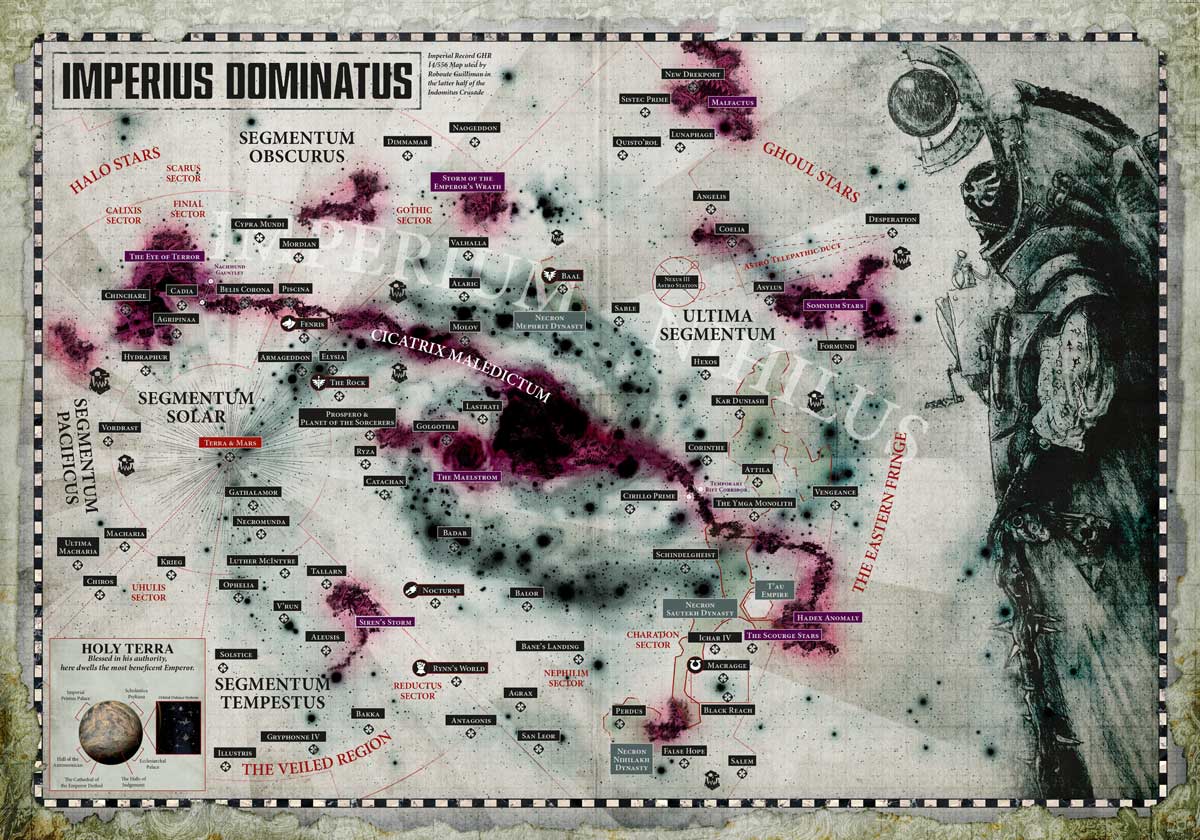 IMPERIUS DOMINATUS
Imperial Record GHR
14/556 Map used by
Roboute Guilliman in
the latter half of the
Indomitus Crusade
IMPERIUM NIHILUS
SEGMENTUM
OBSCURUS
HALO STARS
SCARUS
SECTOR
CALIXIS
SECTOR
FINIAL
SECTOR
GOTHIC
SECTOR
DIMMAMAR
NAOGEDDON
STORM OF THE
EMPEROR'S WRATH
CYPRA MUNDI
MORDIAN
VALHALLA
THE EYE OF TERROR
NACHMUND
GAUNTLET
CHINCHARE
CADIA
BELIS CORONA
PISCINA
AGRIPINAA
FENRIS
ALARIC
BAAL
NECRON
MEPHRIT DYNASTY
MOLOV
HYDRAPHUR
ARMAGEDDON
ELYSIA
THE ROCK
CICATRIX MALEDICTUM
NEW DREKPORT
SISTEC PRIME
MALFACTUS
QUISTO'ROL
LUNAPHAGE
GHOUL STARS
ANGELIS
COELIA
DESPERATION
ASTRO TELEPATHIC DUCT
NEXUS III
ASTRO STATION
ASYLUS
SOMNIUM STARS
SABLE
ULTIMA
SEGMENTUM
FORMUND
HEXOS
KAR DUNIASH
SEGMENTUM
SOLAR
SEGMENTUM
PACIFICUS
VORDRAST
TERRA & MARS
PROSPERO &
PLANET OF THE SORCERERS
LASTRATI
GOLGOTHA
RYZA
CATACHAN
THE MAELSTROM
CORINTHE
ATTILA
TEMPORARY
RIFT CORRIDOR
CIRILLO PRIME
THE YMGA MONOLITH
VENGEANCE
THE EASTERN FRINGE
GATHALAMOR
NECROMUNDA
MACHARIA
ULTIMA
MACHARIA
KRIEG
CHIROS
UHULIS
SECTOR
LUTHER MCINTYRE
OPHELIA
TALLARN
V'RUN
ALEUSIS
SIREN'S STORM
BADAB
NOCTURNE
BALOR
SCHINDELGHEIST
T'AU
EMPIRE
NECRON
SAUTEKH DYNASTY
HADEX ANOMALY
THE SCOURGE STARS
CHARADON
SECTOR
ICHAR IV
MACRAGGE
BLACK REACH
PERDUS
NECRON
NIHILAKH
DYNASTY
FALSE HOPE
SALEM
SOLSTICE
SEGMENTUM
TEMPESTUS
BAKKA
GRYPHONNE IV
ILLUSTRIS
THE VEILED REGION
RYNN'S WORLD
REDUCTUS
SECTOR
BANE'S LANDING
NEPHILIM
SECTOR
AGRAX
ANTAGONIS
SAN LEOR
HOLY TERRA
Blessed in his authority,
here dwells the most beneficent Emperor.
Imperial
Primus Palace
Scholastica
Psykana
Orbital Defence Stations
Hall of the
Astronomican
Ecclesiarchal
Palace
The Cathedral of
the Emperor Deified
The Halls of
Judgement